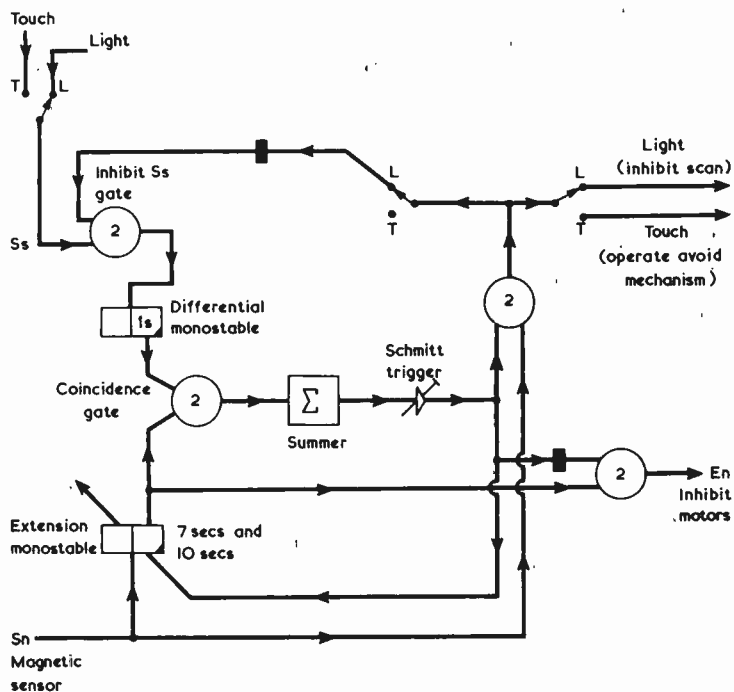 Touch
Light
T
L
Inhibit Ss
gate
2
Ss
L
T
L
Light
(inhibit scan)
T
Touch
(operate avoid
mechanism)
1s
Differential
monostable
2
Schmitt
trigger
Coincidence
gate
2
Σ
Summer
2
En
Inhibit
motors
Extension
monostable
7 secs and
10 secs
Sn
Magnetic
sensor